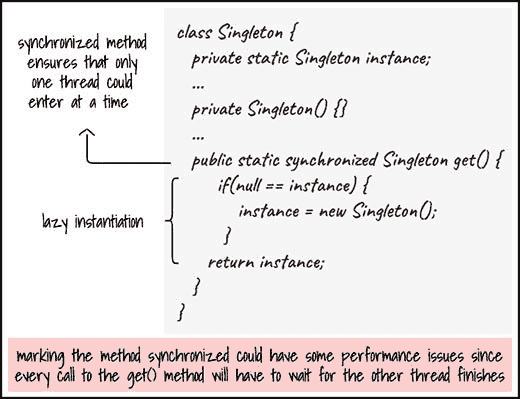 synchronized method
ensures that only
one thread could
enter at a time
lazy instantiation
class Singleton {
private static Singleton instance;
...
private Singleton() {}
...
public static synchronized Singleton get() {
if(null == instance) {
instance = new Singleton();
}
return instance;
}
}
marking the method synchronized could have some performance issues since
every call to the get() method will have to wait for the other thread finishes